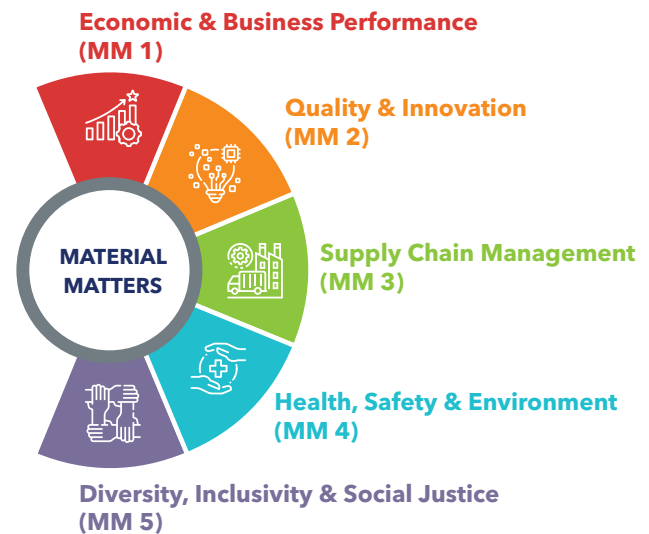 Economic & Business Performance
(MM 1)
Quality & Innovation
(MM 2)
MATERIAL
MATTERS
Supply Chain Management
(MM 3)
Health, Safety & Environment
(MM 4)
Diversity, Inclusivity & Social Justice
(MM 5)